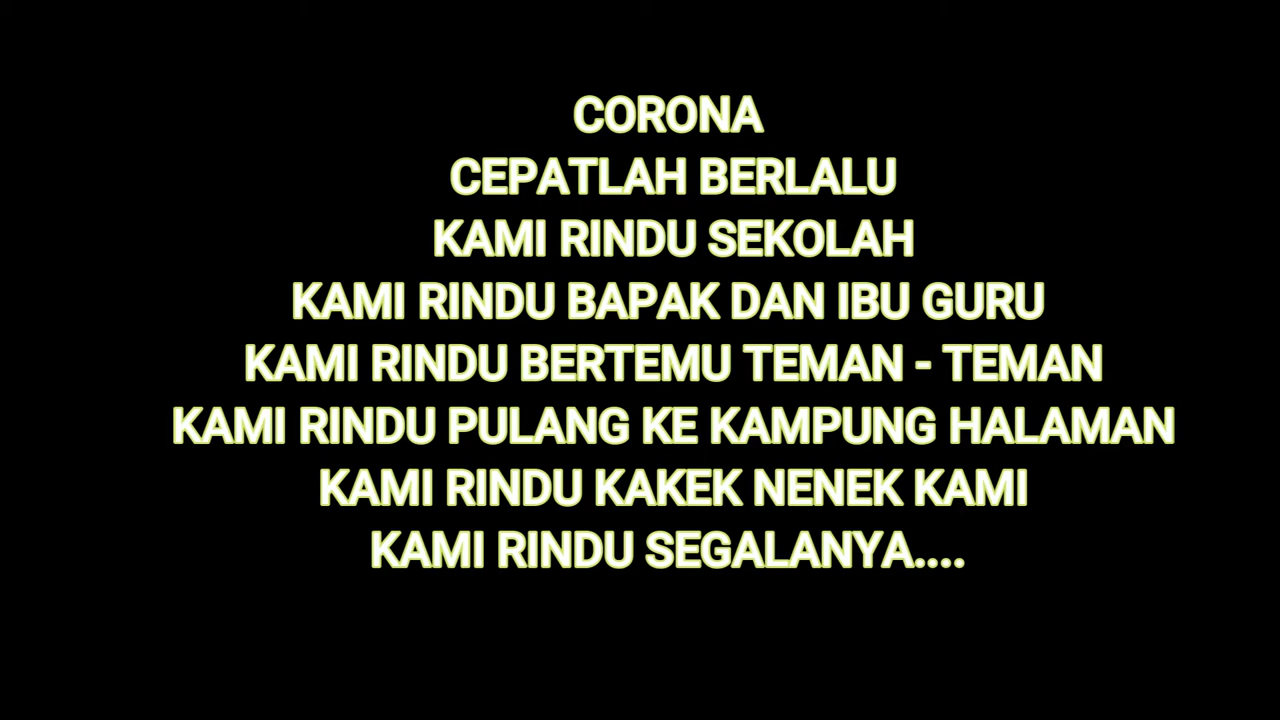 CORONA
CEPATLAH BERLALU
KAMI RINDU SEKOLAH
KAMI RINDU BAPAK DAN IBU GURU
KAMI RINDU BERTEMU TEMAN - TEMAN
KAMI RINDU PULANG KE KAMPUNG HALAMAN
KAMI RINDU KAKEK NENEK KAMI
KAMI RINDU SEGALANYA....